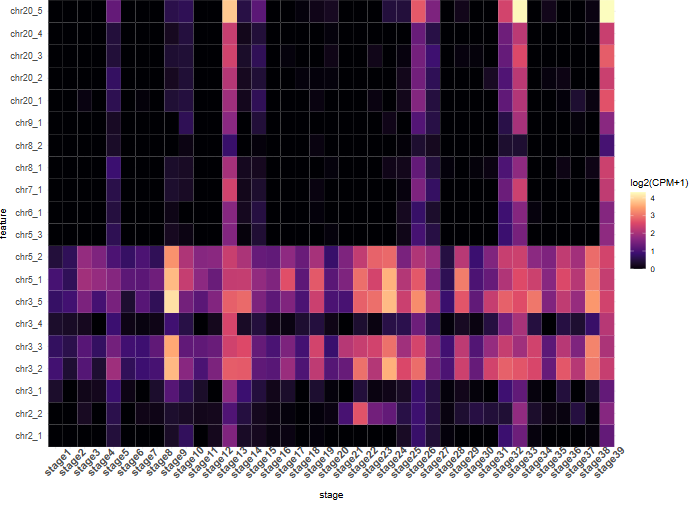 chr20_5
chr20_4
chr20_3
chr20_2
chr20_1
chr9_1
chr8_2
chr8_1
chr7_1
chr6_1
chr5_3
chr5_2
chr5_1
chr3_5
chr3_4
chr3_3
chr3_2
chr3_1
chr2_2
chr2_1
feature
stage1
stage2
stage3
stage4
stage5
stage6
stage7
stage8
stage9
stage10
stage11
stage12
stage13
stage14
stage15
stage16
stage17
stage18
stage19
stage20
stage21
stage22
stage23
stage24
stage25
stage26
stage27
stage28
stage29
stage30
stage31
stage32
stage33
stage34
stage35
stage36
stage37
stage38
stage39
stage
log2(CPM+1)
4
3
2
1
0